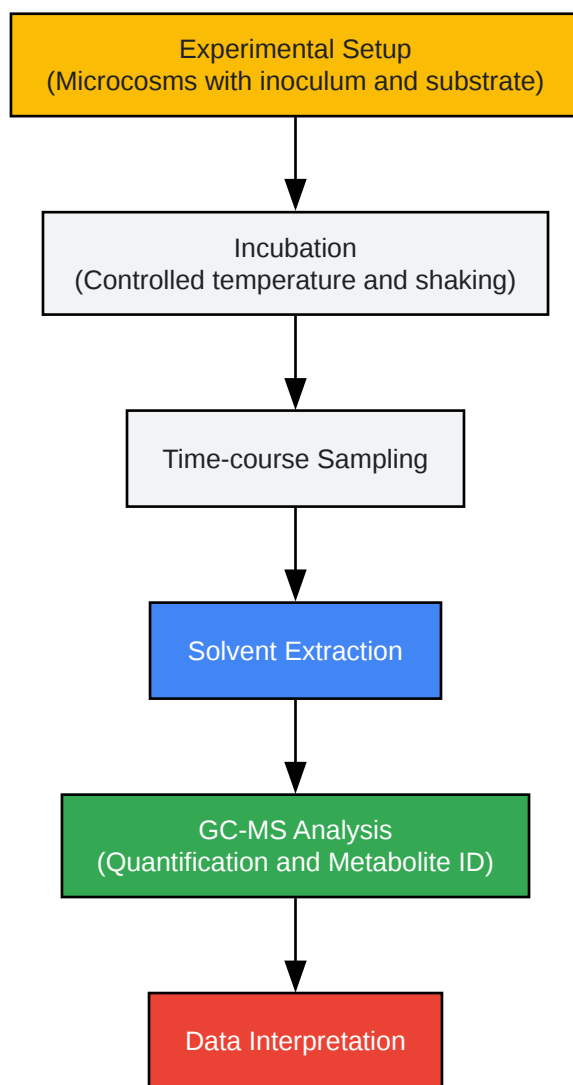 Experimental Setup
(Microcosms with inoculum and substrate)
Incubation
(Controlled temperature and shaking)
Time-course Sampling
Solvent Extraction
GC-MS Analysis
(Quantification and Metabolite ID)
Data Interpretation